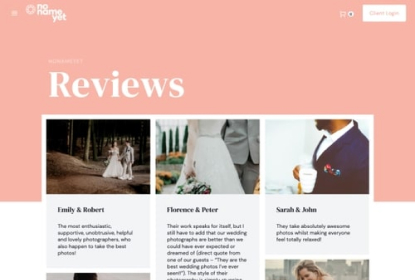 no
name
yet
Client Login
Reviews
Emily & Robert
The most enthusiastic,
supportive, unobtrusive, helpful
and lovely photographers, who
also happen to take the best
photos!
Florence & Peter
Their work speaks for itself, but I
still have to add that our wedding
photographs are better than we
could have ever expected or
dreamed of (direct quote from
one of our guests – "They are the
best wedding photos I've ever
seen!"). The style of their
Sarah & John
They take absolutely awesome
photos whilst making everyone
feel totally relaxed!